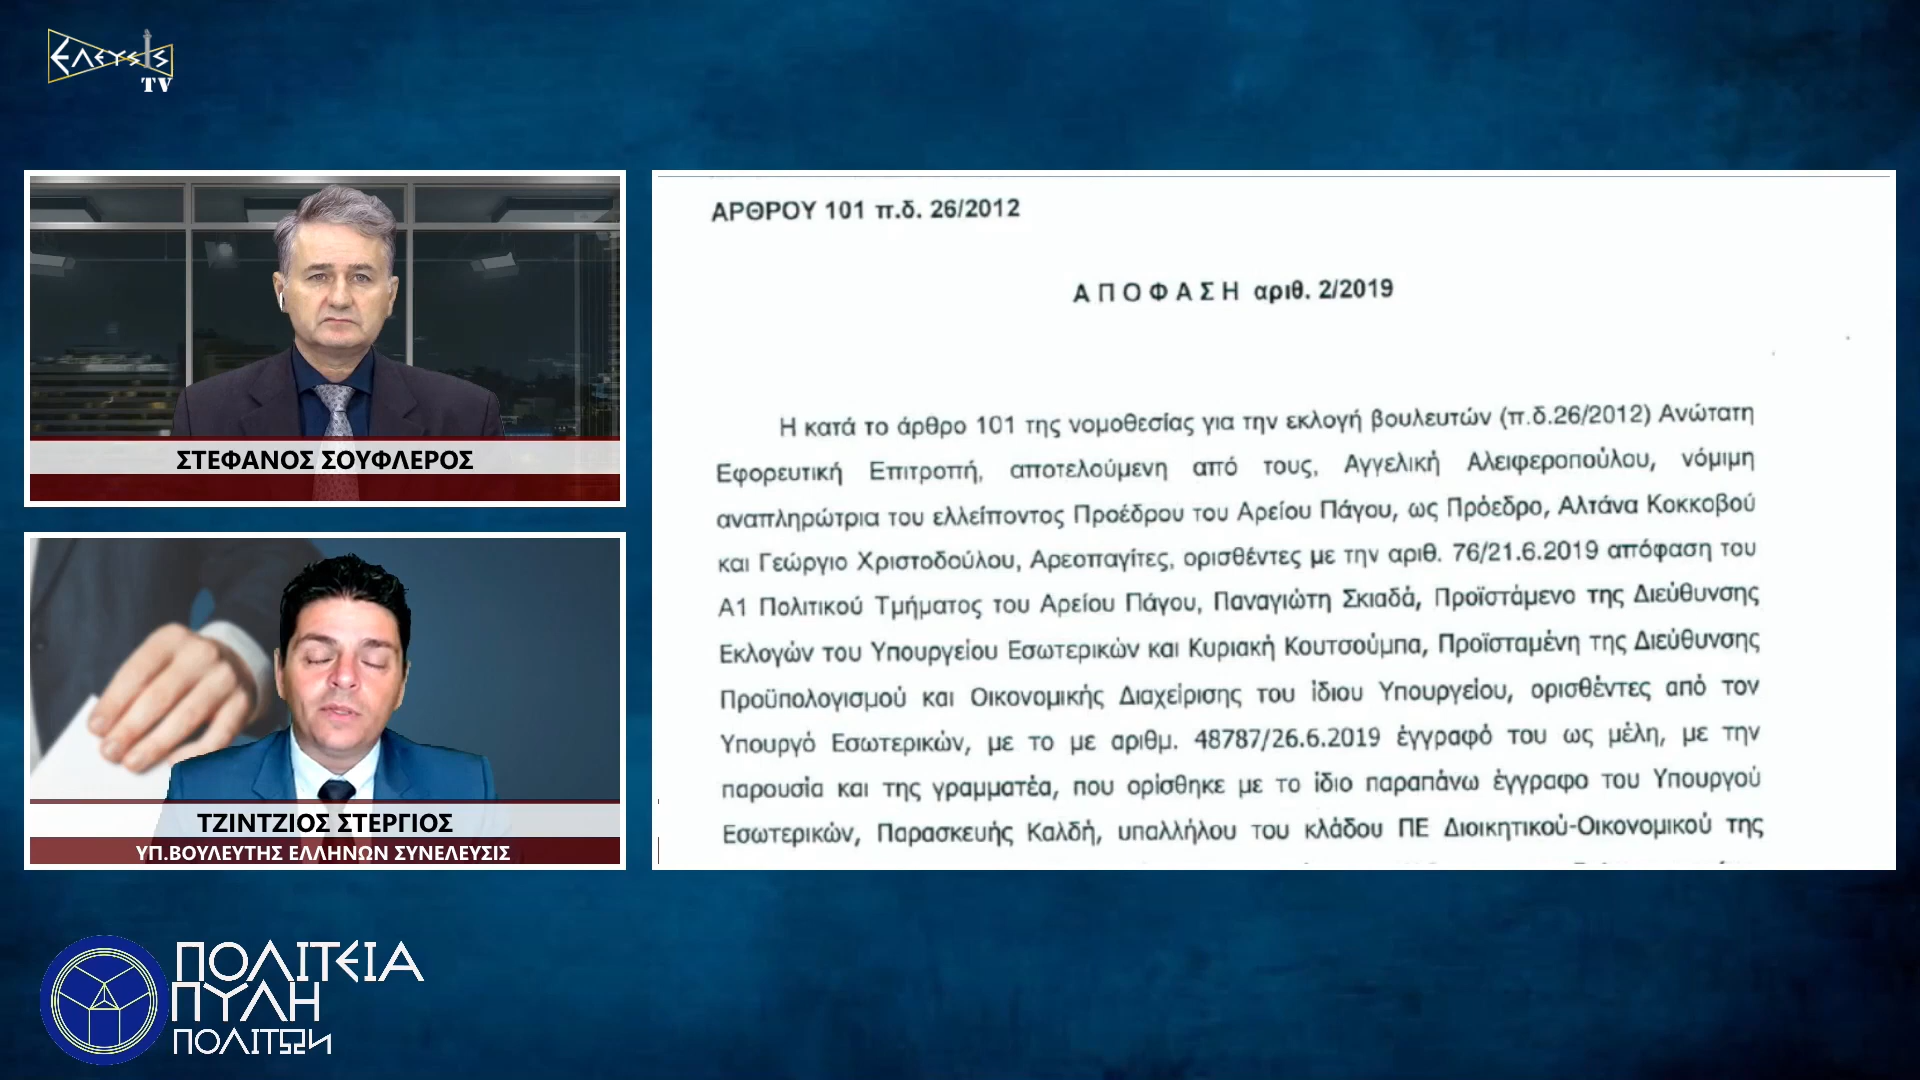 ΕΛΕΥSIS
TV
ΣΤΕΦΑΝΟΣ ΣΟΥΦΛΕΡΟΣ
ΤΖΙΝΤΖΙΟΣ ΣΤΕΡΓΙΟΣ
ΥΠ.ΒΟΥΛΕΥΤΗΣ ΕΛΛΗΝΩΝ ΣΥΝΕΛΕΥΣΙΣ
ΑΡΘΡΟΥ 101 π.δ. 26/2012
Α Π Ο Φ Α Σ Η αριθ. 2/2019
Η κατά το άρθρο 101 της νομοθεσίας για την εκλογή βουλευτών (π.δ.26/2012) Ανώτατη
Εφορευτική Επιτροπή, αποτελούμενη από τους, Αγγελική Αλειφεροπούλου, νόμιμη
αναπληρώτρια του ελλείποντος Προέδρου του Αρείου Πάγου, ως Πρόεδρο, Αλτάνα Κοκκοβού
και Γεώργιο Χριστοδούλου, Αρεοπαγίτες, ορισθέντες με την αριθ. 76/21.6.2019 απόφαση του
Α1 Πολιτικού Τμήματος του Αρείου Πάγου, Παναγιώτη Σκιαδά, Προϊστάμενο της Διεύθυνσης
Εκλογών του Υπουργείου Εσωτερικών και Κυριακή Κουτσούμπα, Προϊσταμένη της Διεύθυνσης
Προϋπολογισμού και Οικονομικής Διαχείρισης του ίδιου Υπουργείου, ορισθέντες από τον
Υπουργό Εσωτερικών, με το με αριθμ. 48787/26.6.2019 έγγραφό του ως μέλη, με την
παρουσία και της γραμματέα, που ορίσθηκε με το ίδιο παραπάνω έγγραφο του Υπουργού
Εσωτερικών, Παρασκευής Καλδή, υπαλλήλου του κλάδου ΠΕ Διοικητικού-Οικονομικού της
ΠΟΛΙΤΕΙΑ
ΠΥΛΗ
ΠΟΛΙΤΩΝ